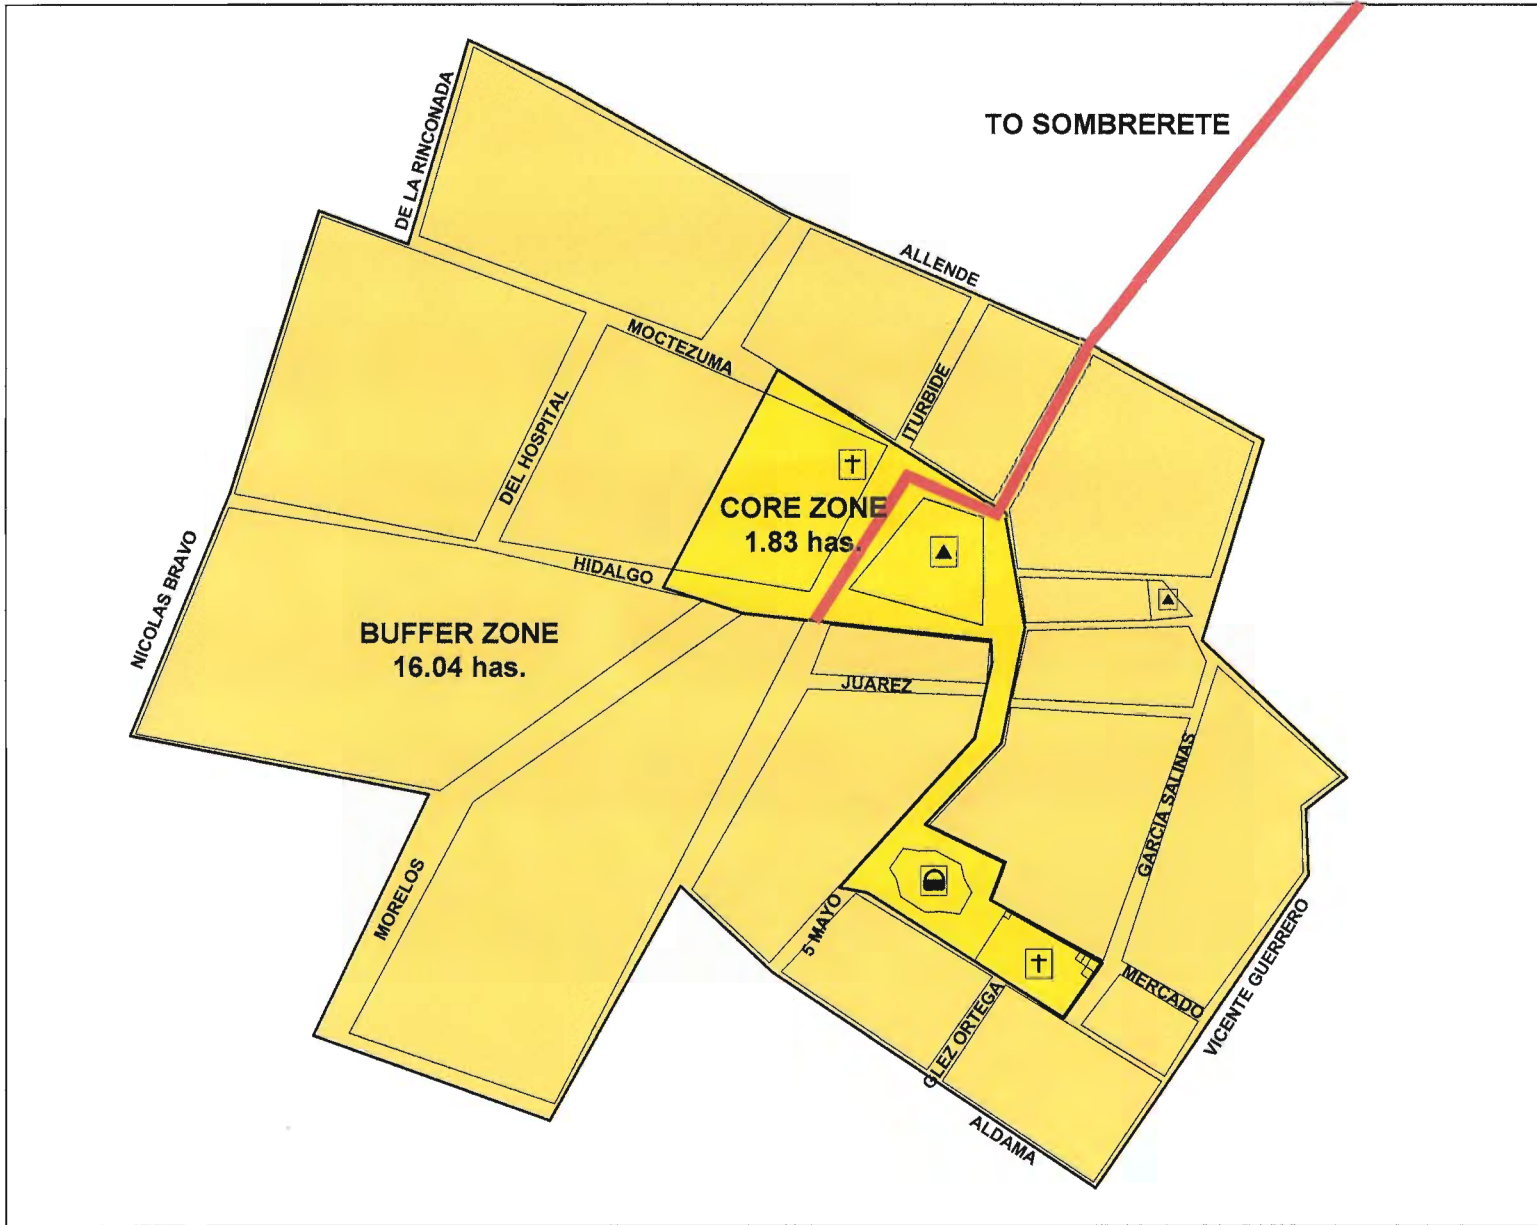 TO SOMBRERETE
DE LA RINCONADA
ALLENDE
MOCTEZUMA
ITURBIDE
DEL HOSPITAL
CORE ZONE
1.83 has.
HIDALGO
NICOLAS BRAVO
BUFFER ZONE
16.04 has.
JUAREZ
GARCIA SALINAS
MORELOS
5 MAYO
MERCADO
VICENTE GUERRERO
GLEZ ORTEGA
ALDAMA